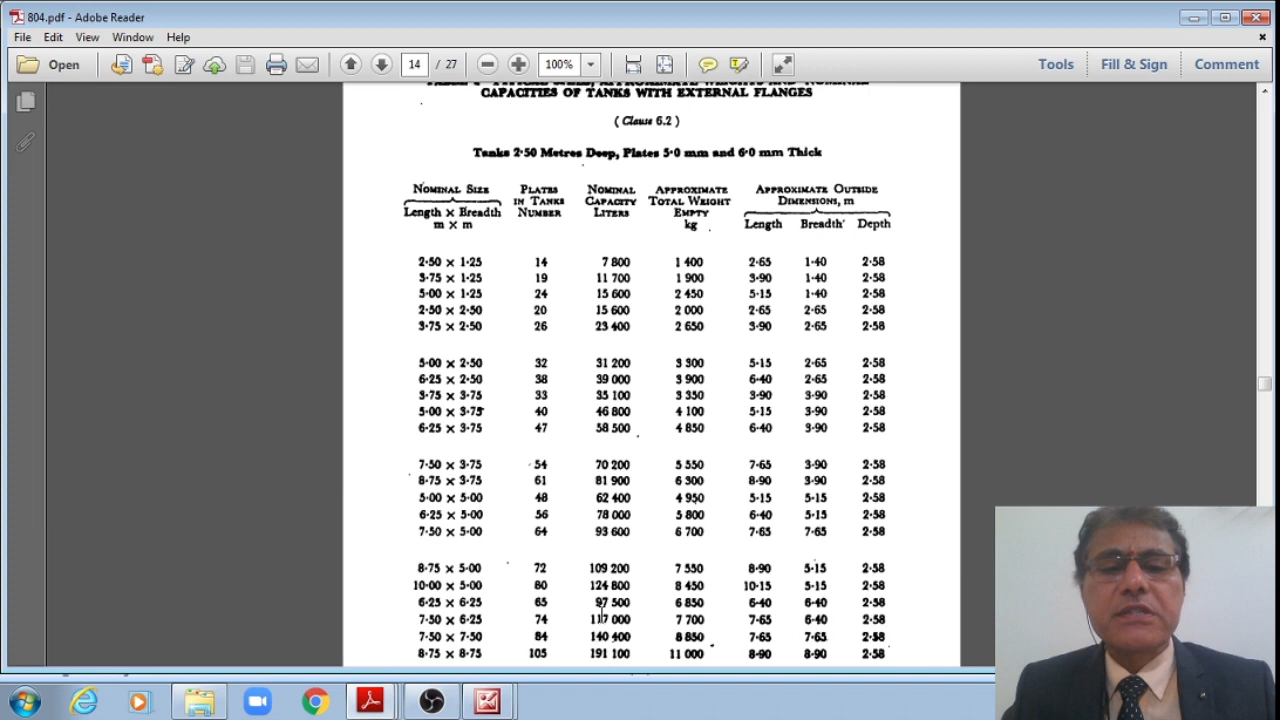 804.pdf - Adobe Reader
File Edit View Window Help
Open 14 / 27 100% Tools Fill & Sign Comment
CAPACITIES OF TANKS WITH EXTERNAL FLANGES
( Clause 6.2 )
Tanks 2·50 Metres Deep, Plates 5·0 mm and 6·0 mm Thick
NOMINAL SIZE PLATES NOMINAL APPROXIMATE APPROXIMATE OUTSIDE
IN TANKS CAPACITY TOTAL WEIGHT DIMENSIONS, m
Length × Breadth NUMBER LITERS EMPTY
m × m kg Length Breadth Depth
2·50 × 1·25 14 7 800 1 400 2·65 1·40 2·58
3·75 × 1·25 19 11 700 1 900 3·90 1·40 2·58
5·00 × 1·25 24 15 600 2 450 5·15 1·40 2·58
2·50 × 2·50 20 15 600 2 000 2·65 2·65 2·58
3·75 × 2·50 26 23 400 2 650 3·90 2·65 2·58
5·00 × 2·50 32 31 200 3 300 5·15 2·65 2·58
6·25 × 2·50 38 39 000 3 900 6·40 2·65 2·58
3·75 × 3·75 33 35 100 3 350 3·90 3·90 2·58
5·00 × 3·75 40 46 800 4 100 5·15 3·90 2·58
6·25 × 3·75 47 58 500 4 850 6·40 3·90 2·58
7·50 × 3·75 54 70 200 5 550 7·65 3·90 2·58
8·75 × 3·75 61 81 900 6 300 8·90 3·90 2·58
5·00 × 5·00 48 62 400 4 950 5·15 5·15 2·58
6·25 × 5·00 56 78 000 5 800 6·40 5·15 2·58
7·50 × 5·00 64 93 600 6 700 7·65 7·65 2·58
8·75 × 5·00 72 109 200 7 550 8·90 5·15 2·58
10·00 × 5·00 80 124 800 8 450 10·15 5·15 2·58
6·25 × 6·25 65 97 500 6 850 6·40 6·40 2·58
7·50 × 6·25 74 117 000 7 700 7·65 6·40 2·58
7·50 × 7·50 84 140 400 8 850 7·65 7·65 2·58
8·75 × 8·75 105 191 100 11 000 8·90 8·90 2·58